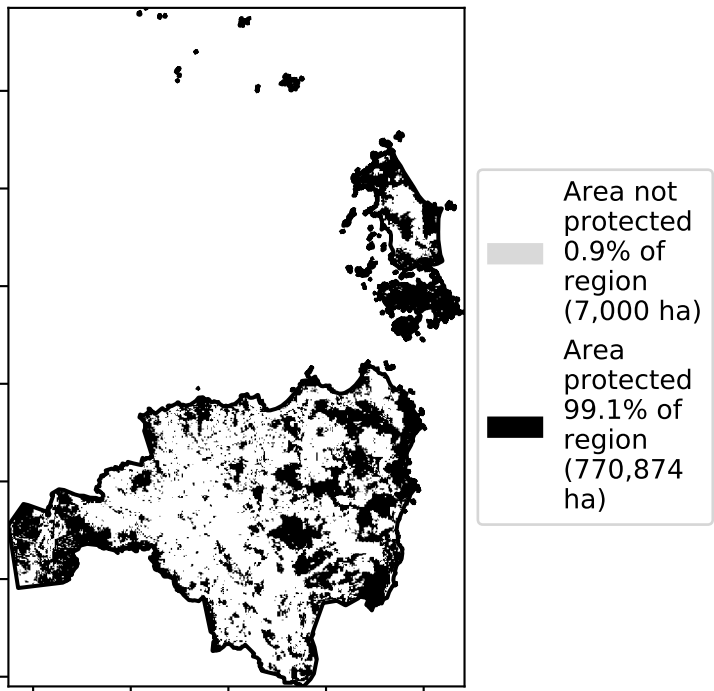 Area not
protected
0.9% of
region
(7,000 ha)
Area
protected
99.1% of
region
(770,874
ha)